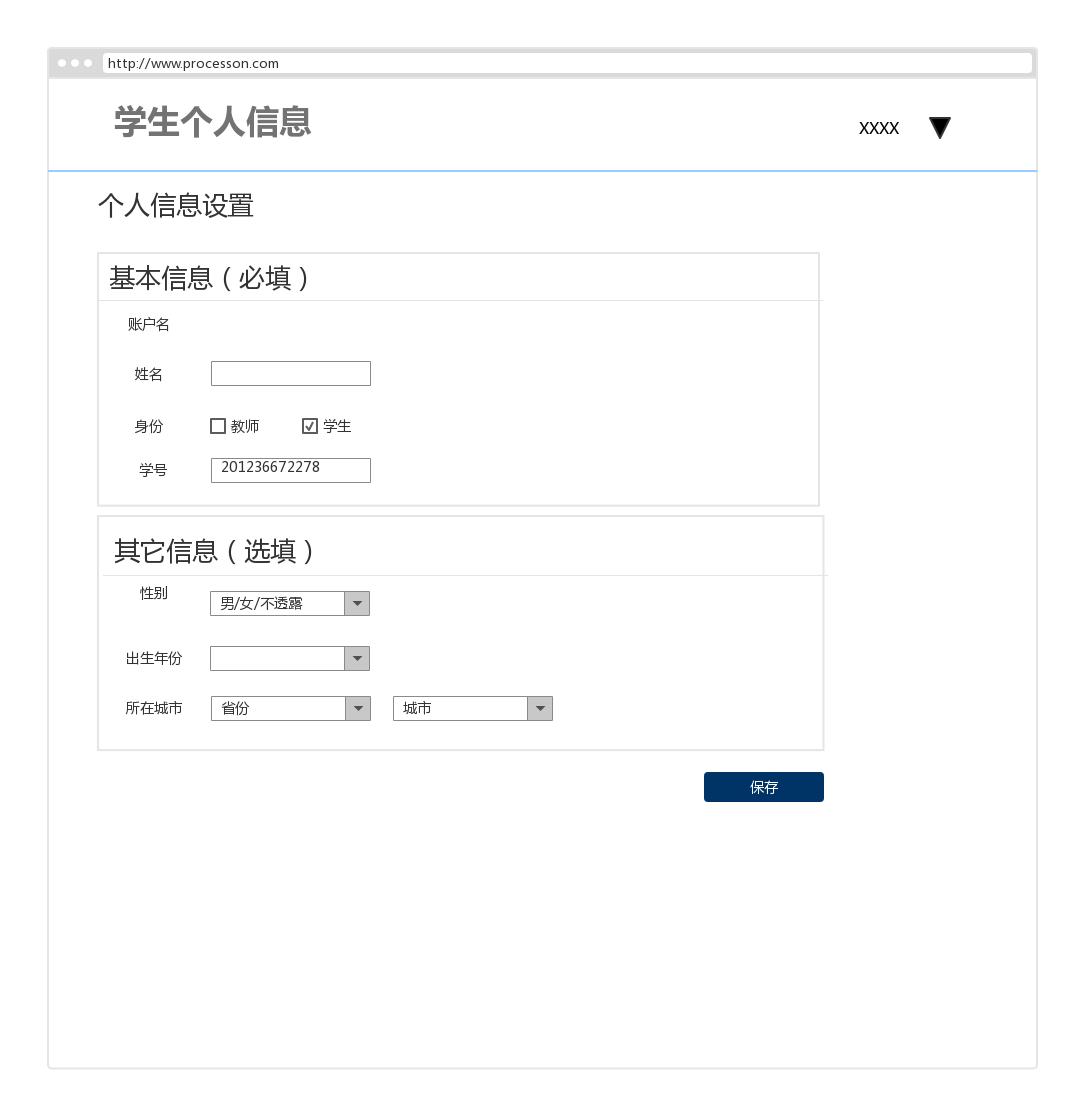 http://www.processon.com
学生个人信息
XXXX
个人信息设置
基本信息（必填）
账户名
姓名
身份 教师 学生
学号 201236672278
其它信息（选填）
性别 男/女/不透露
出生年份
所在城市 省份 城市
保存